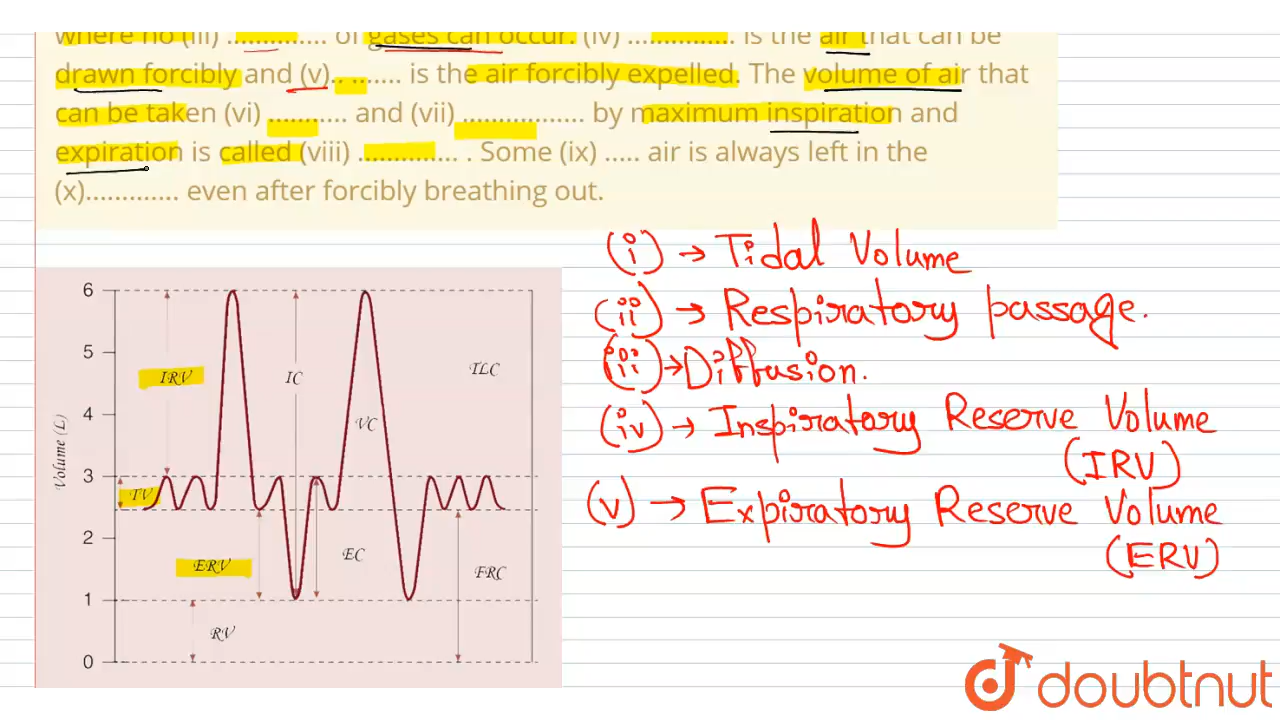 where no (iii) .............. of gases can occur. (iv) ............... is the air that can be
drawn forcibly and (v).. ....... is the air forcibly expelled. The volume of air that
can be taken (vi) ........... and (vii) ................. by maximum inspiration and
expiration is called (viii) .............. . Some (ix) ..... air is always left in the
(x)............. even after forcibly breathing out.
(i) → Tidal Volume
(ii) → Respiratory passage.
(iii) → Diffusion.
(iv) → Inspiratory Reserve Volume
(IRV)
(v) → Expiratory Reserve Volume
(ERV)
Volume (L)
6
5
4
3
2
1
0
IRV
IC
TLC
VC
TV
ERV
EC
FRC
RV
doubtnut